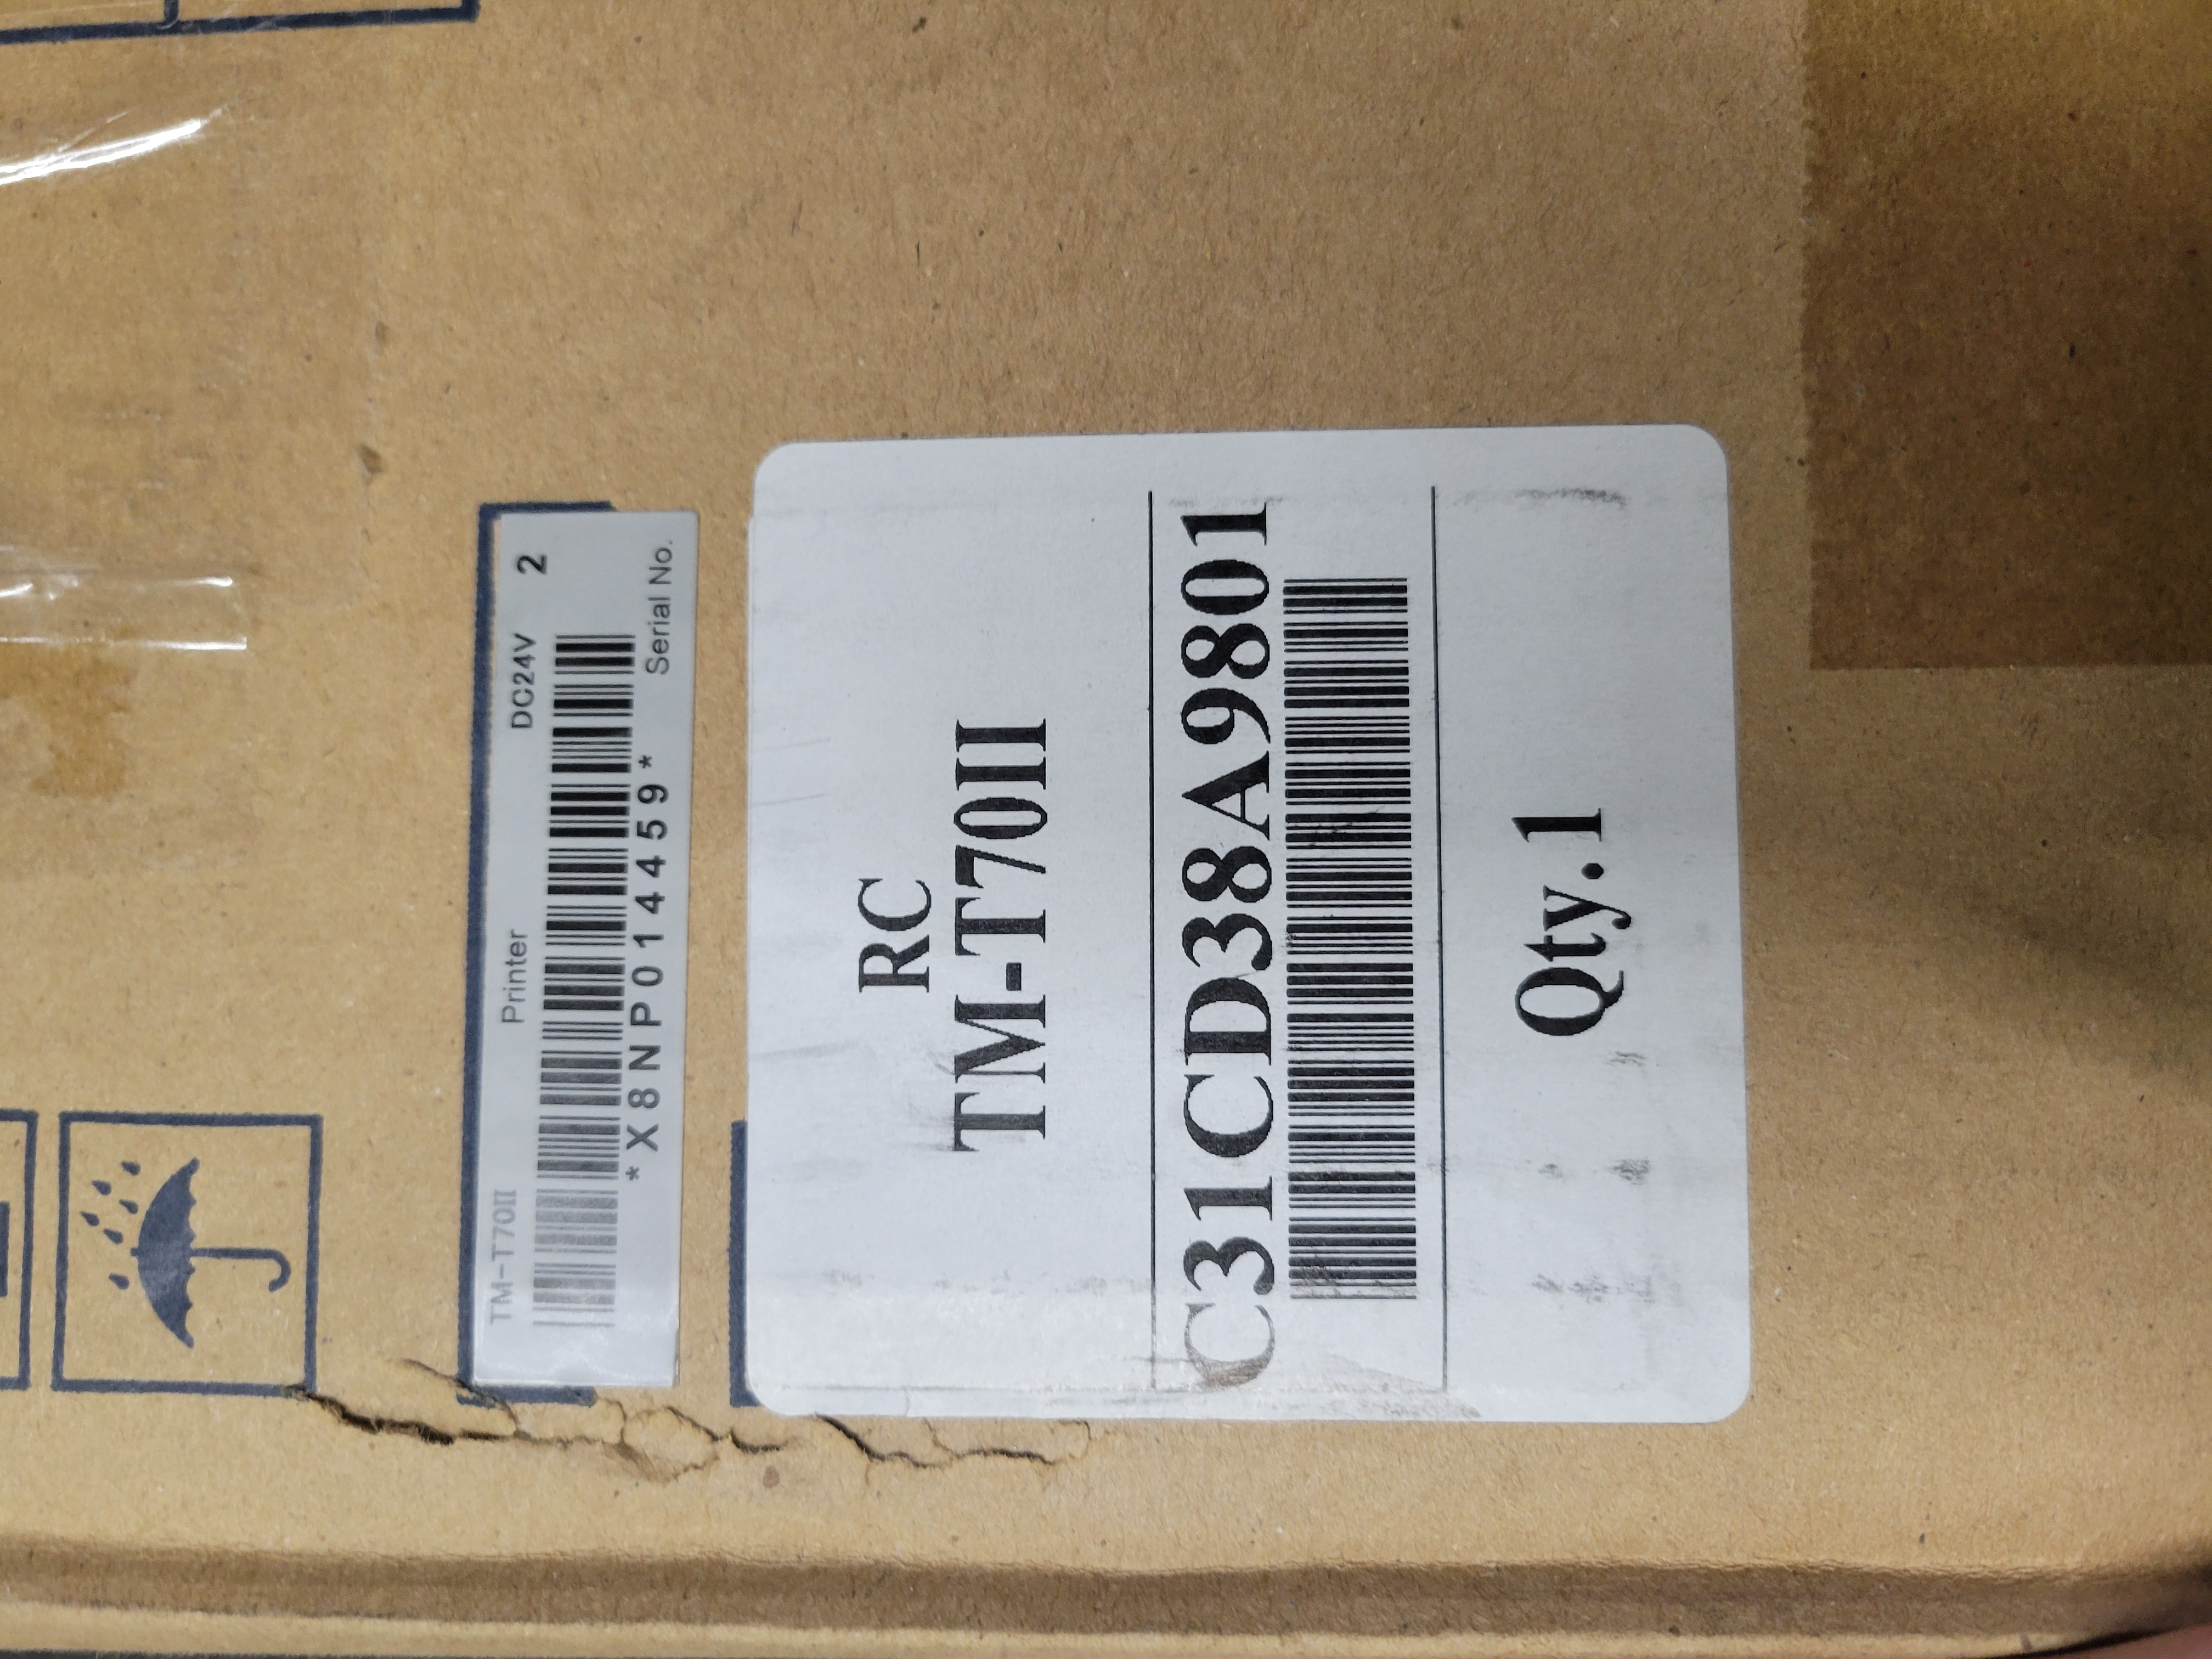 TM-T70II Printer DC24V 2
*X8NP014459*
Serial No.
RC
TM-T70II
C31CD38A9801
Qty.1